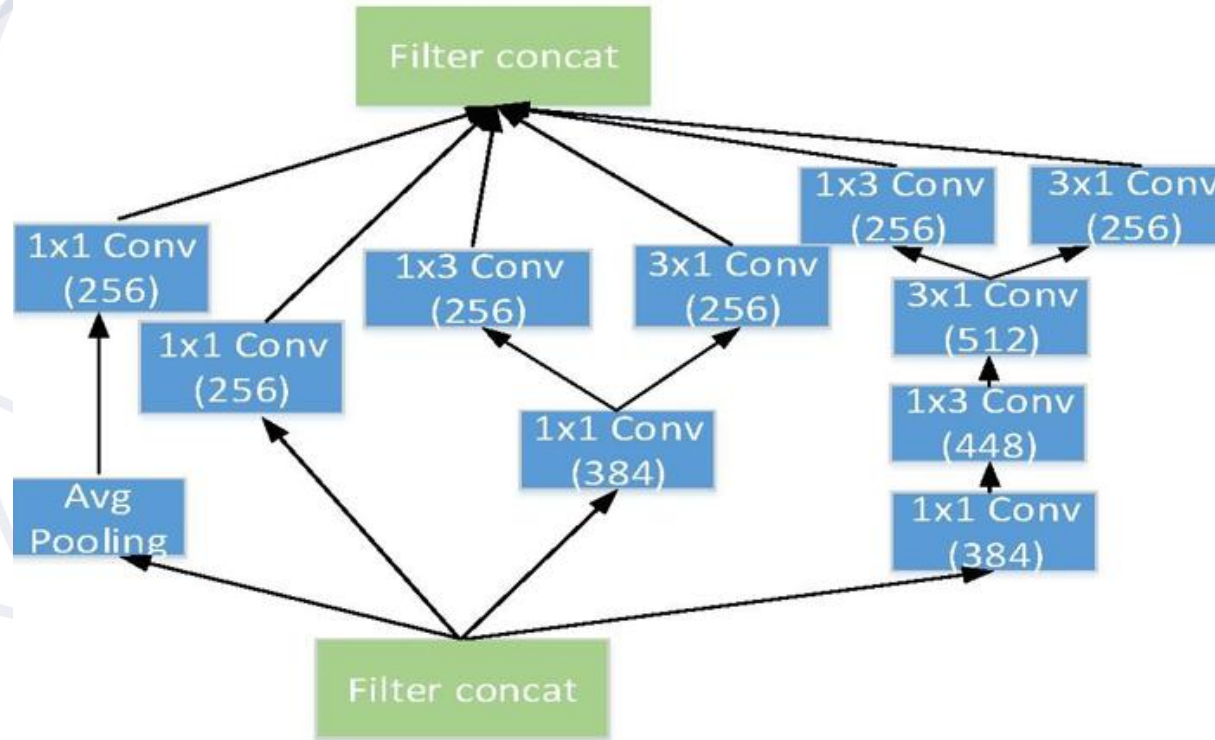 Filter concat
1x3 Conv
(256)
3x1 Conv
(256)
1x1 Conv
(256)
1x3 Conv
(256)
3x1 Conv
(256)
3x1 Conv
(512)
1x1 Conv
(256)
1x3 Conv
(448)
1x1 Conv
(384)
Avg
Pooling
1x1 Conv
(384)
Filter concat